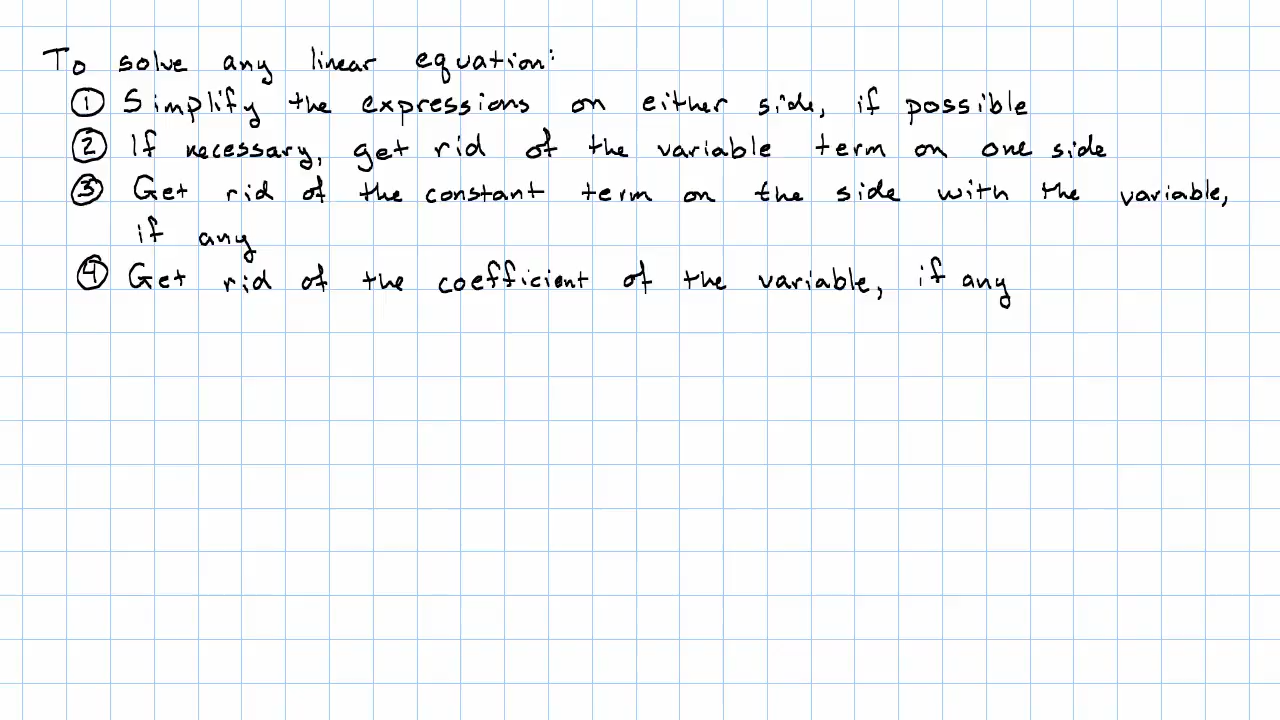 To solve any linear equation:
① Simplify the expressions on either side, if possible
② If necessary, get rid of the variable term on one side
③ Get rid of the constant term on the side with the variable,
if any
④ Get rid of the coefficient of the variable, if any